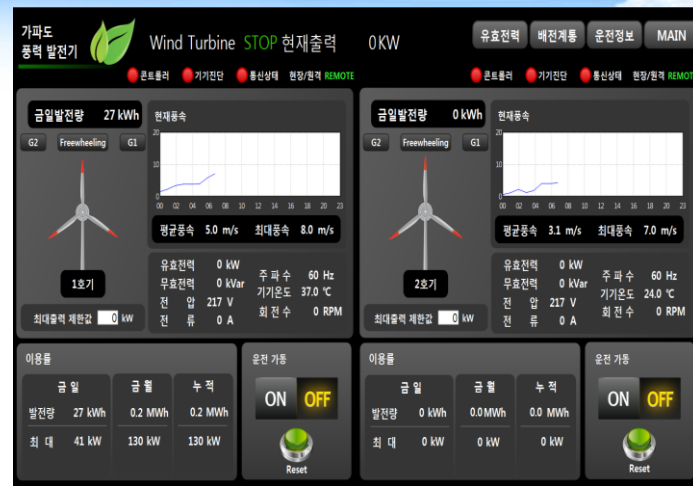 가파도
풍력 발전기
Wind Turbine STOP 현재출력 0KW
유효전력 배전계통 운전정보 MAIN
콘트롤러 기기진단 통신상태 현장/원격 REMOTE
콘트롤러 기기진단 통신상태 현장/원격 REMOTE
금일발전량 27 kWh
G2 Freewheeling G1
1호기
최대출력 제한값 0 kW
현재풍속
20
10
0
00 02 04 06 08 10 12 14 16 18 20 23
평균풍속 5.0 m/s 최대풍속 8.0 m/s
유효전력 0 kW
무효전력 0 kVar
전 압 217 V
전 류 0 A
주 파 수 60 Hz
기기온도 37.0 ℃
회 전 수 0 RPM
금일발전량 0 kWh
G2 Freewheeling G1
2호기
최대출력 제한값 0 kW
현재풍속
20
10
0
00 02 04 06 08 10 12 14 16 18 20 23
평균풍속 3.1 m/s 최대풍속 7.0 m/s
유효전력 0 kW
무효전력 0 kVar
전 압 217 V
전 류 0 A
주 파 수 60 Hz
기기온도 24.0 ℃
회 전 수 0 RPM
이용률
금 일 금 월 누 적
발전량 27 kWh 0.2 MWh 0.2 MWh
최 대 41 kW 130 kW 130 kW
운전 가동
ON OFF
Reset
이용률
금 일 금 월 누 적
발전량 0 kWh 0.0 MWh 0.0 MWh
최 대 0 kW 0 kW 0 kW
운전 가동
ON OFF
Reset